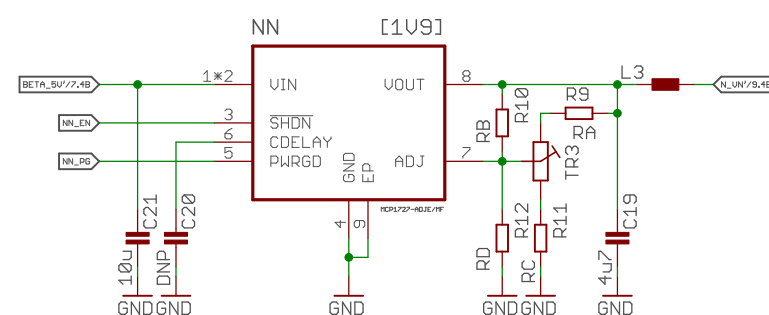 NN
[1V9]
BETA_5V'/7.4B
1*2
VIN
VOUT
8
L3
N_VN'/9.4B
R10
RB
R9
RA
NN_EN
3
SHDN
6
CDELAY
NN_PG
5
PWRGD
GND
EP
ADJ
7
TR3
MCP1727-ADJE/MF
4
9
C21
10u
C20
DNP
R12
RD
R11
RC
C19
4u7
GND
GND
GND
GND
GND
GND